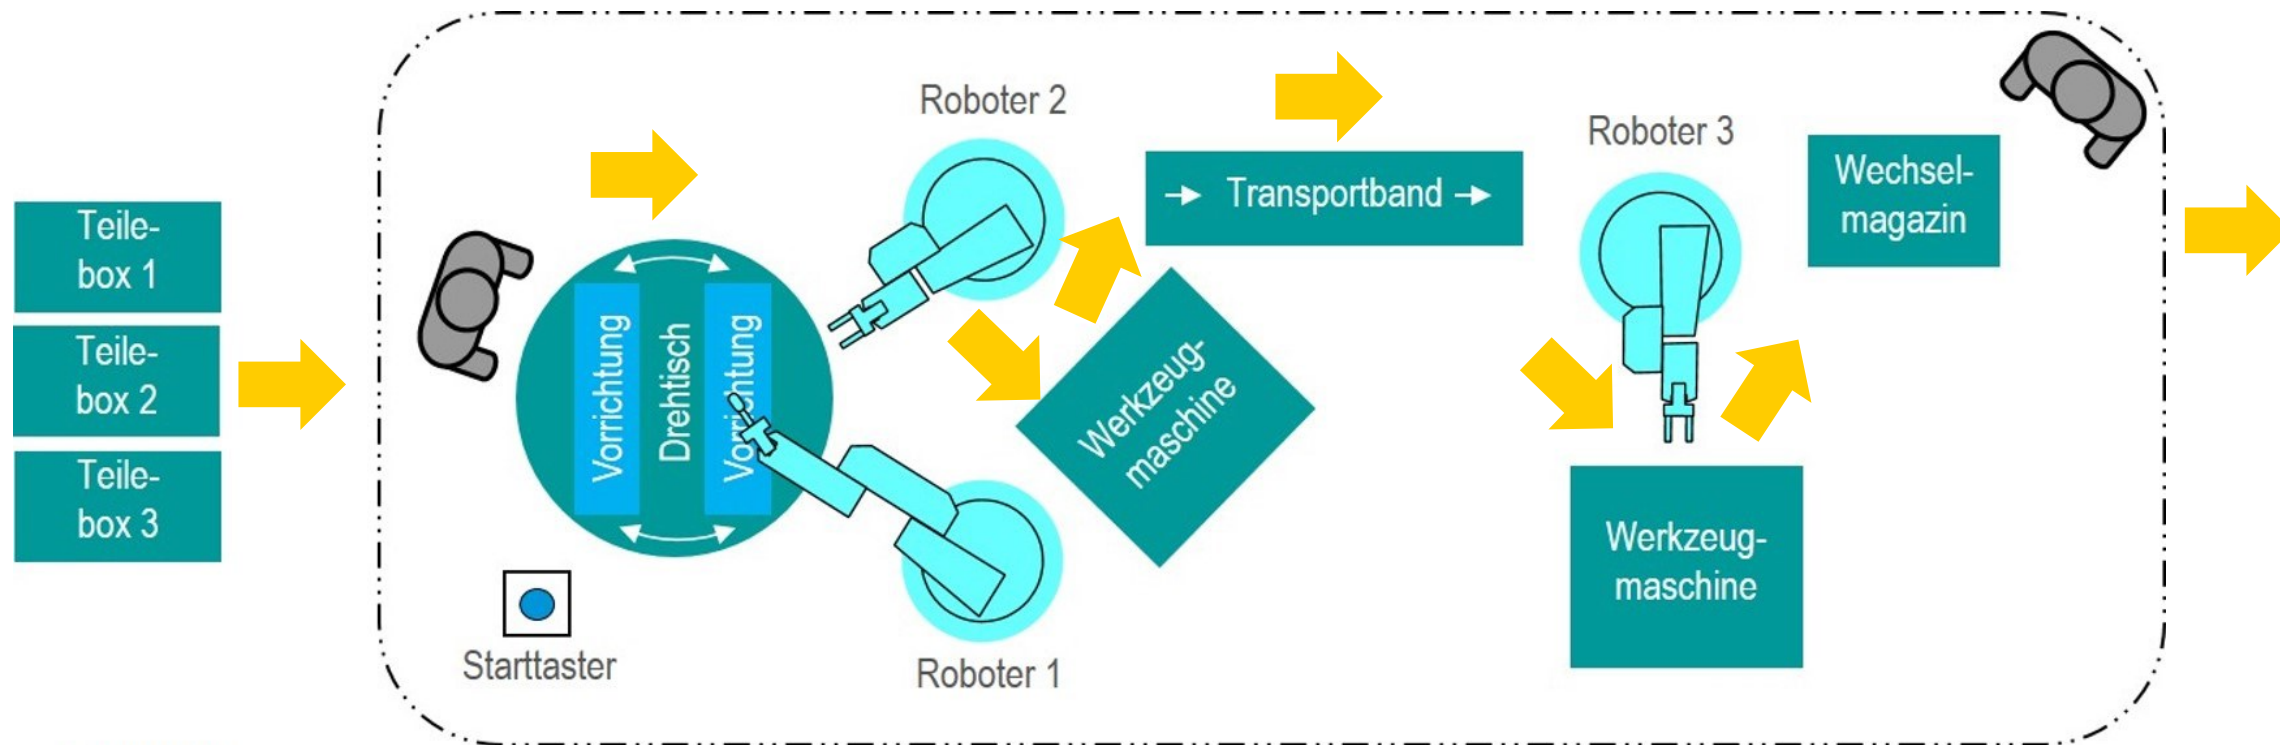 Teile-
box 1
Teile-
box 2
Teile-
box 3
Starttaster
Vorrichtung
Drehtisch
Vorrichtung
Roboter 2
Roboter 1
Werkzeug-
maschine
Transportband
Roboter 3
Werkzeug-
maschine
Wechsel-
magazin